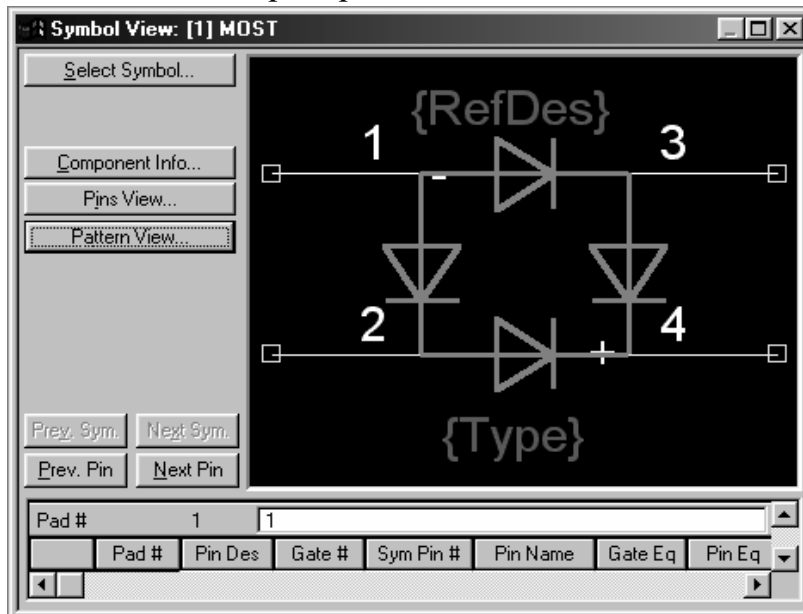 Symbol View: [1] MOST
Select Symbol...
Component Info...
Pins View...
Pattern View...
{RefDes}
1
3
-
2
4
+
{Type}
Prev. Sym.
Next Sym.
Prev. Pin
Next Pin
Pad # 1 1
Pad # Pin Des Gate # Sym Pin # Pin Name Gate Eq Pin Eq